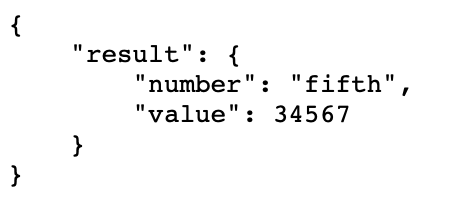 {
    "result": {
        "number": "fifth",
        "value": 34567
    }
}